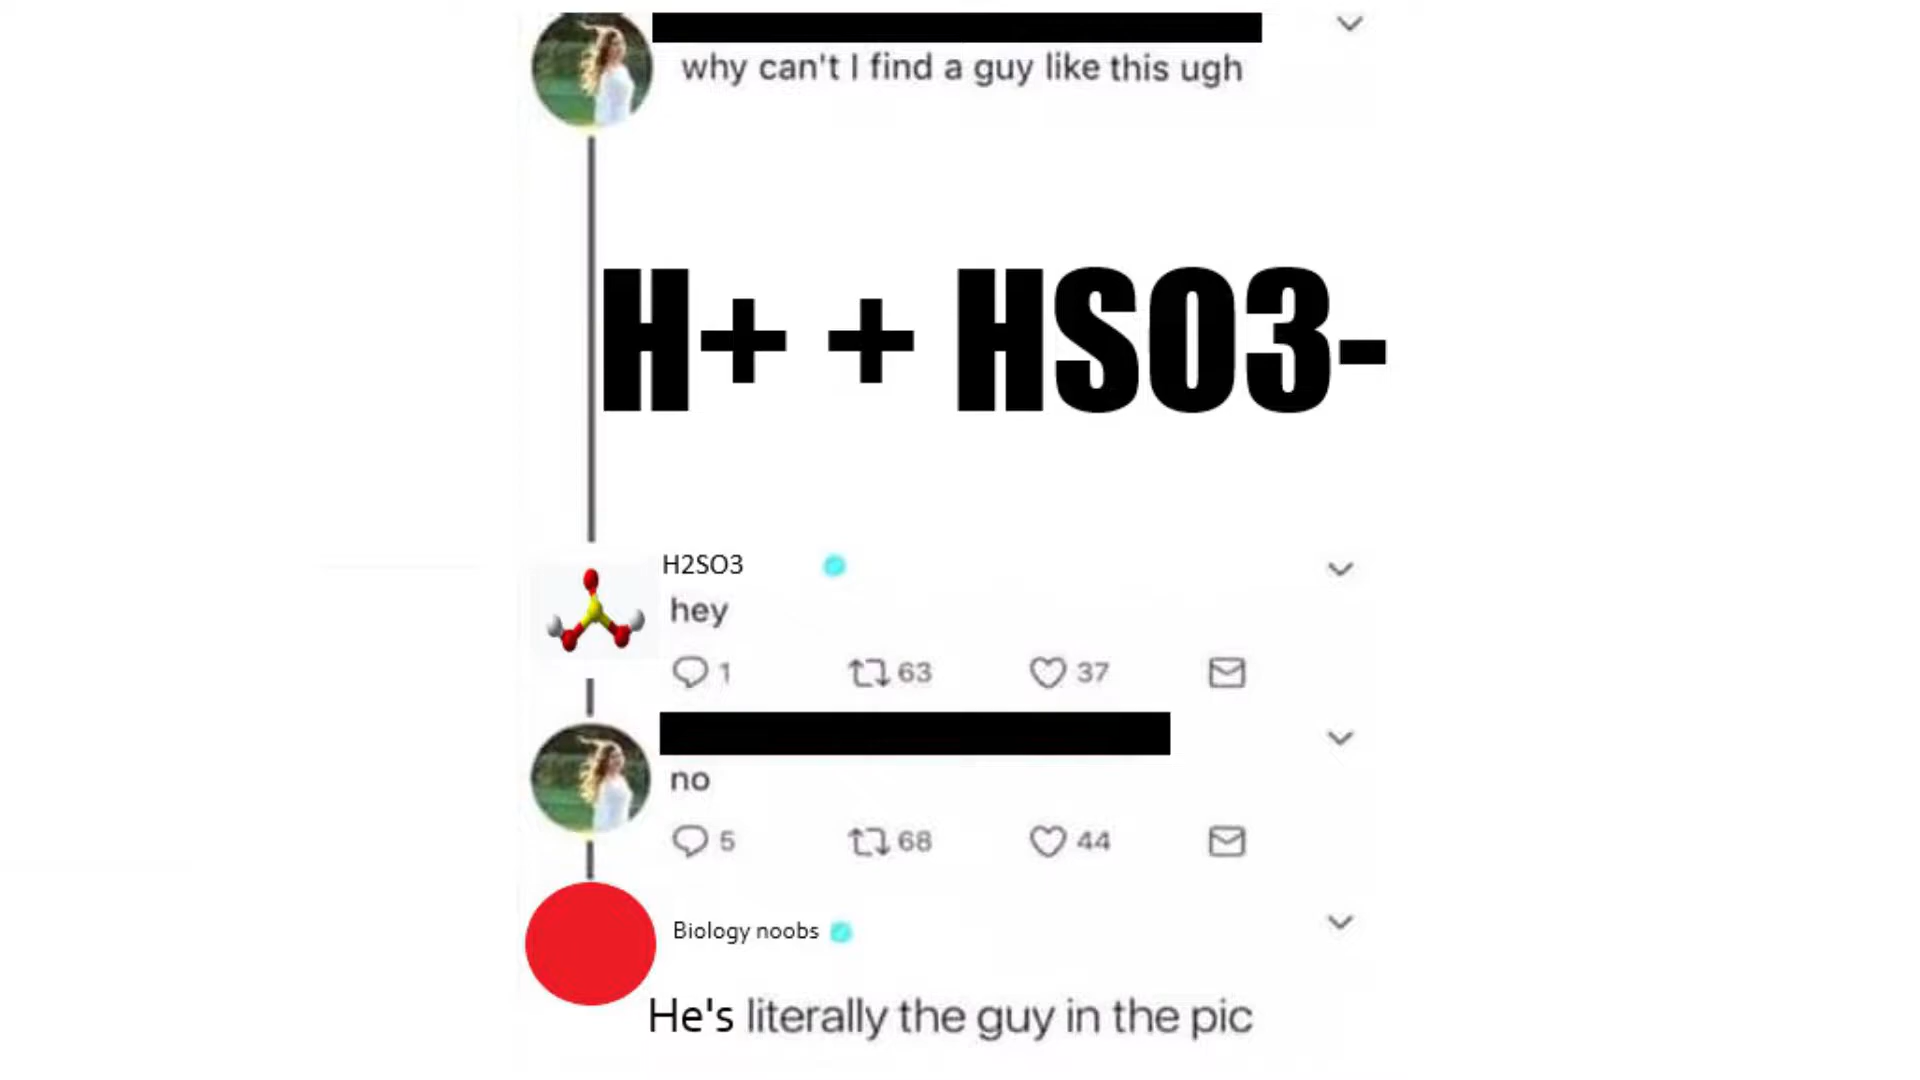 why can't I find a guy like this ugh
H+ + HSO3-
H2SO3
hey
1 63 37
no
5 68 44
Biology noobs
He's literally the guy in the pic